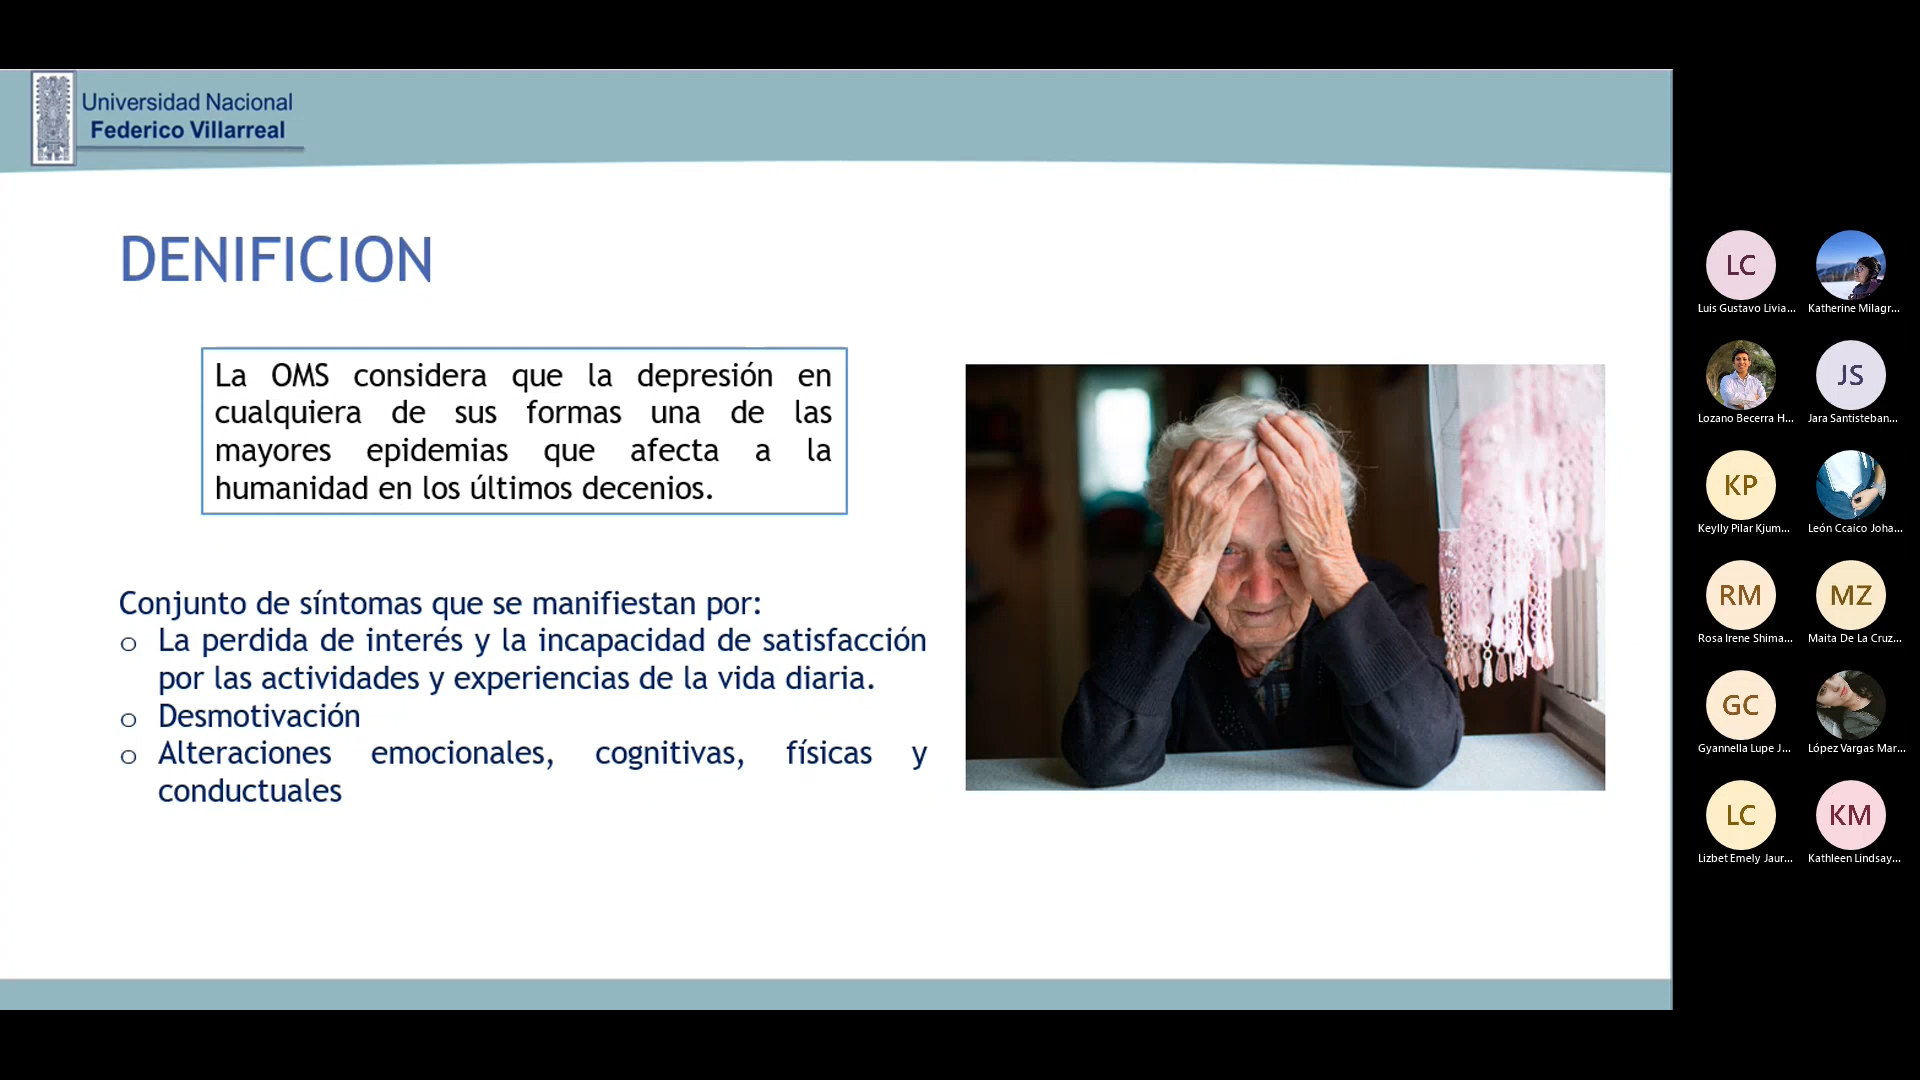 Universidad Nacional
Federico Villarreal
DENIFICION
La OMS considera que la depresión en
cualquiera de sus formas una de las
mayores epidemias que afecta a la
humanidad en los últimos decenios.
Conjunto de síntomas que se manifiestan por:
o La perdida de interés y la incapacidad de satisfacción
por las actividades y experiencias de la vida diaria.
o Desmotivación
o Alteraciones emocionales, cognitivas, físicas y
conductuales
LC
Luis Gustavo Livia...
Katherine Milagr...
Lozano Becerra H...
JS
Jara Santisteban...
KP
Keylly Pilar Kjum...
León Ccaico Joha...
RM
Rosa Irene Shima...
MZ
Maita De La Cruz...
GC
Gyannella Lupe J...
López Vargas Mar...
LC
Lizbet Emely Jaur...
KM
Kathleen Lindsay...